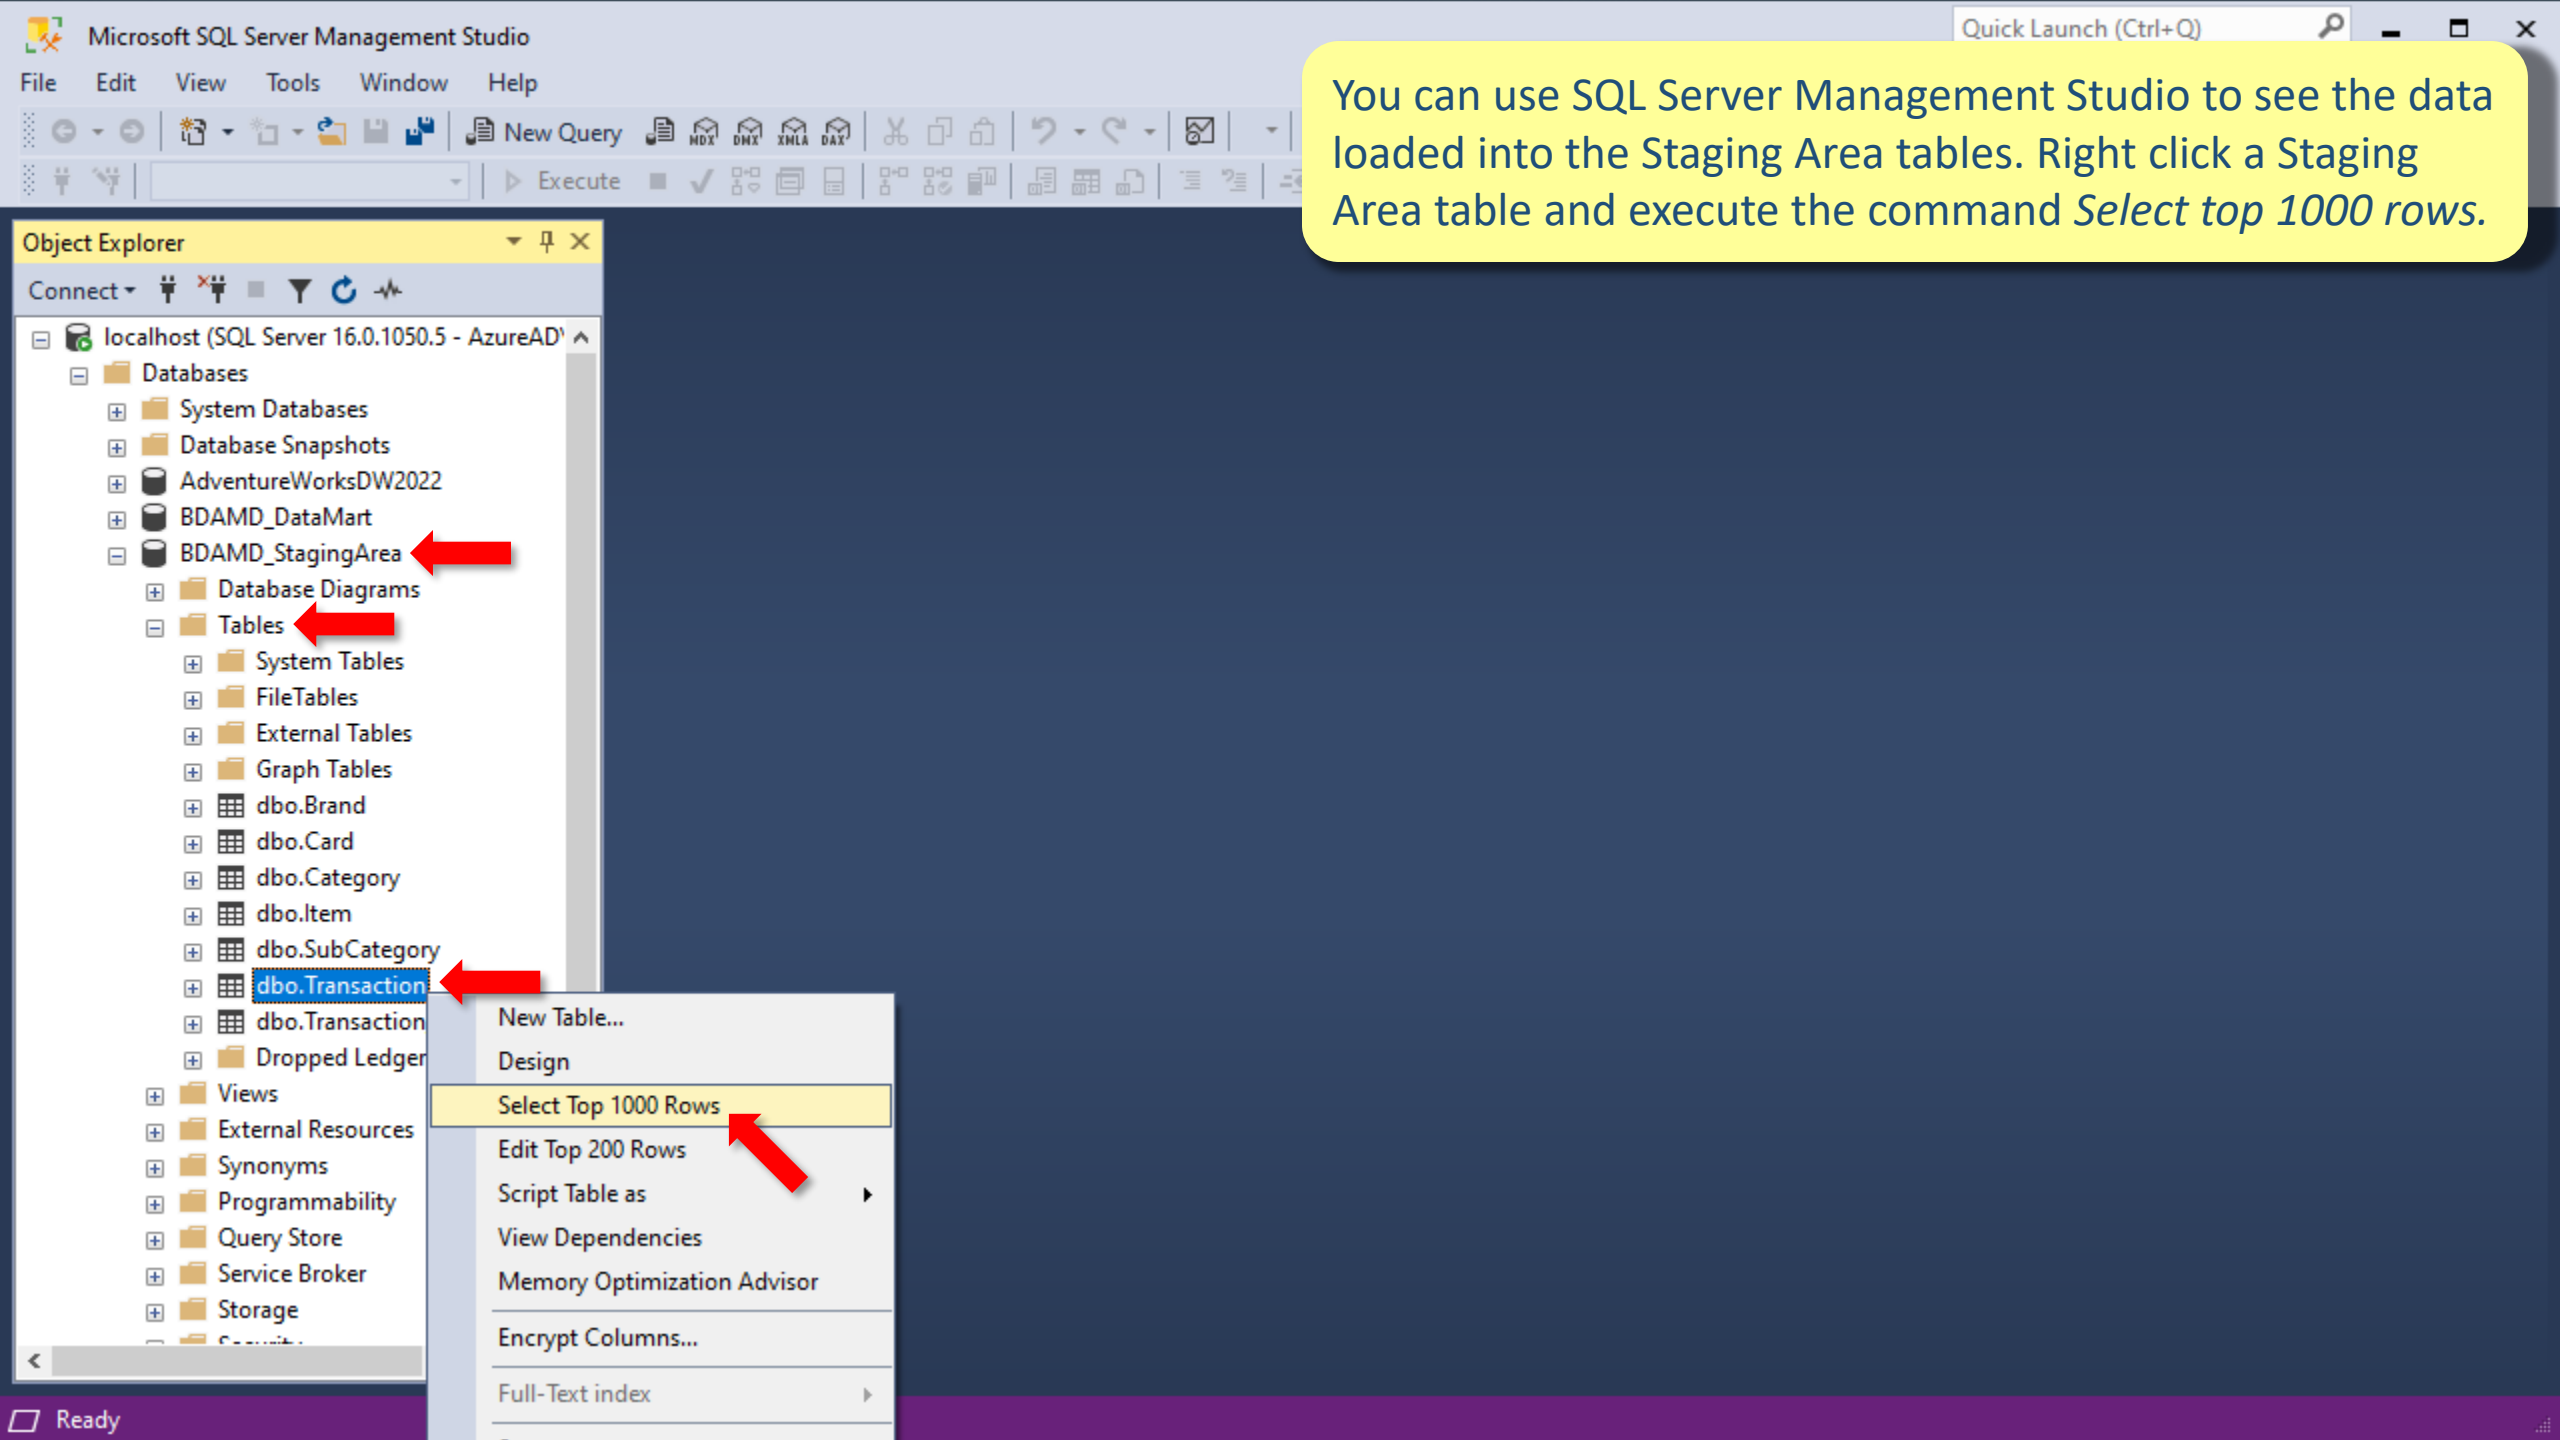 Microsoft SQL Server Management Studio
Quick Launch (Ctrl+Q)
File Edit View Tools Window Help
New Query MDX DMX XMLA DAX
Execute
You can use SQL Server Management Studio to see the data
loaded into the Staging Area tables. Right click a Staging
Area table and execute the command Select top 1000 rows.
Object Explorer
Connect
localhost (SQL Server 16.0.1050.5 - AzureAD\
Databases
System Databases
Database Snapshots
AdventureWorksDW2022
BDAMD_DataMart
BDAMD_StagingArea
Database Diagrams
Tables
System Tables
FileTables
External Tables
Graph Tables
dbo.Brand
dbo.Card
dbo.Category
dbo.Item
dbo.SubCategory
dbo.Transaction
dbo.Transaction
Dropped Ledger
Views
External Resources
Synonyms
Programmability
Query Store
Service Broker
Storage
New Table...
Design
Select Top 1000 Rows
Edit Top 200 Rows
Script Table as
View Dependencies
Memory Optimization Advisor
Encrypt Columns...
Full-Text index
Ready